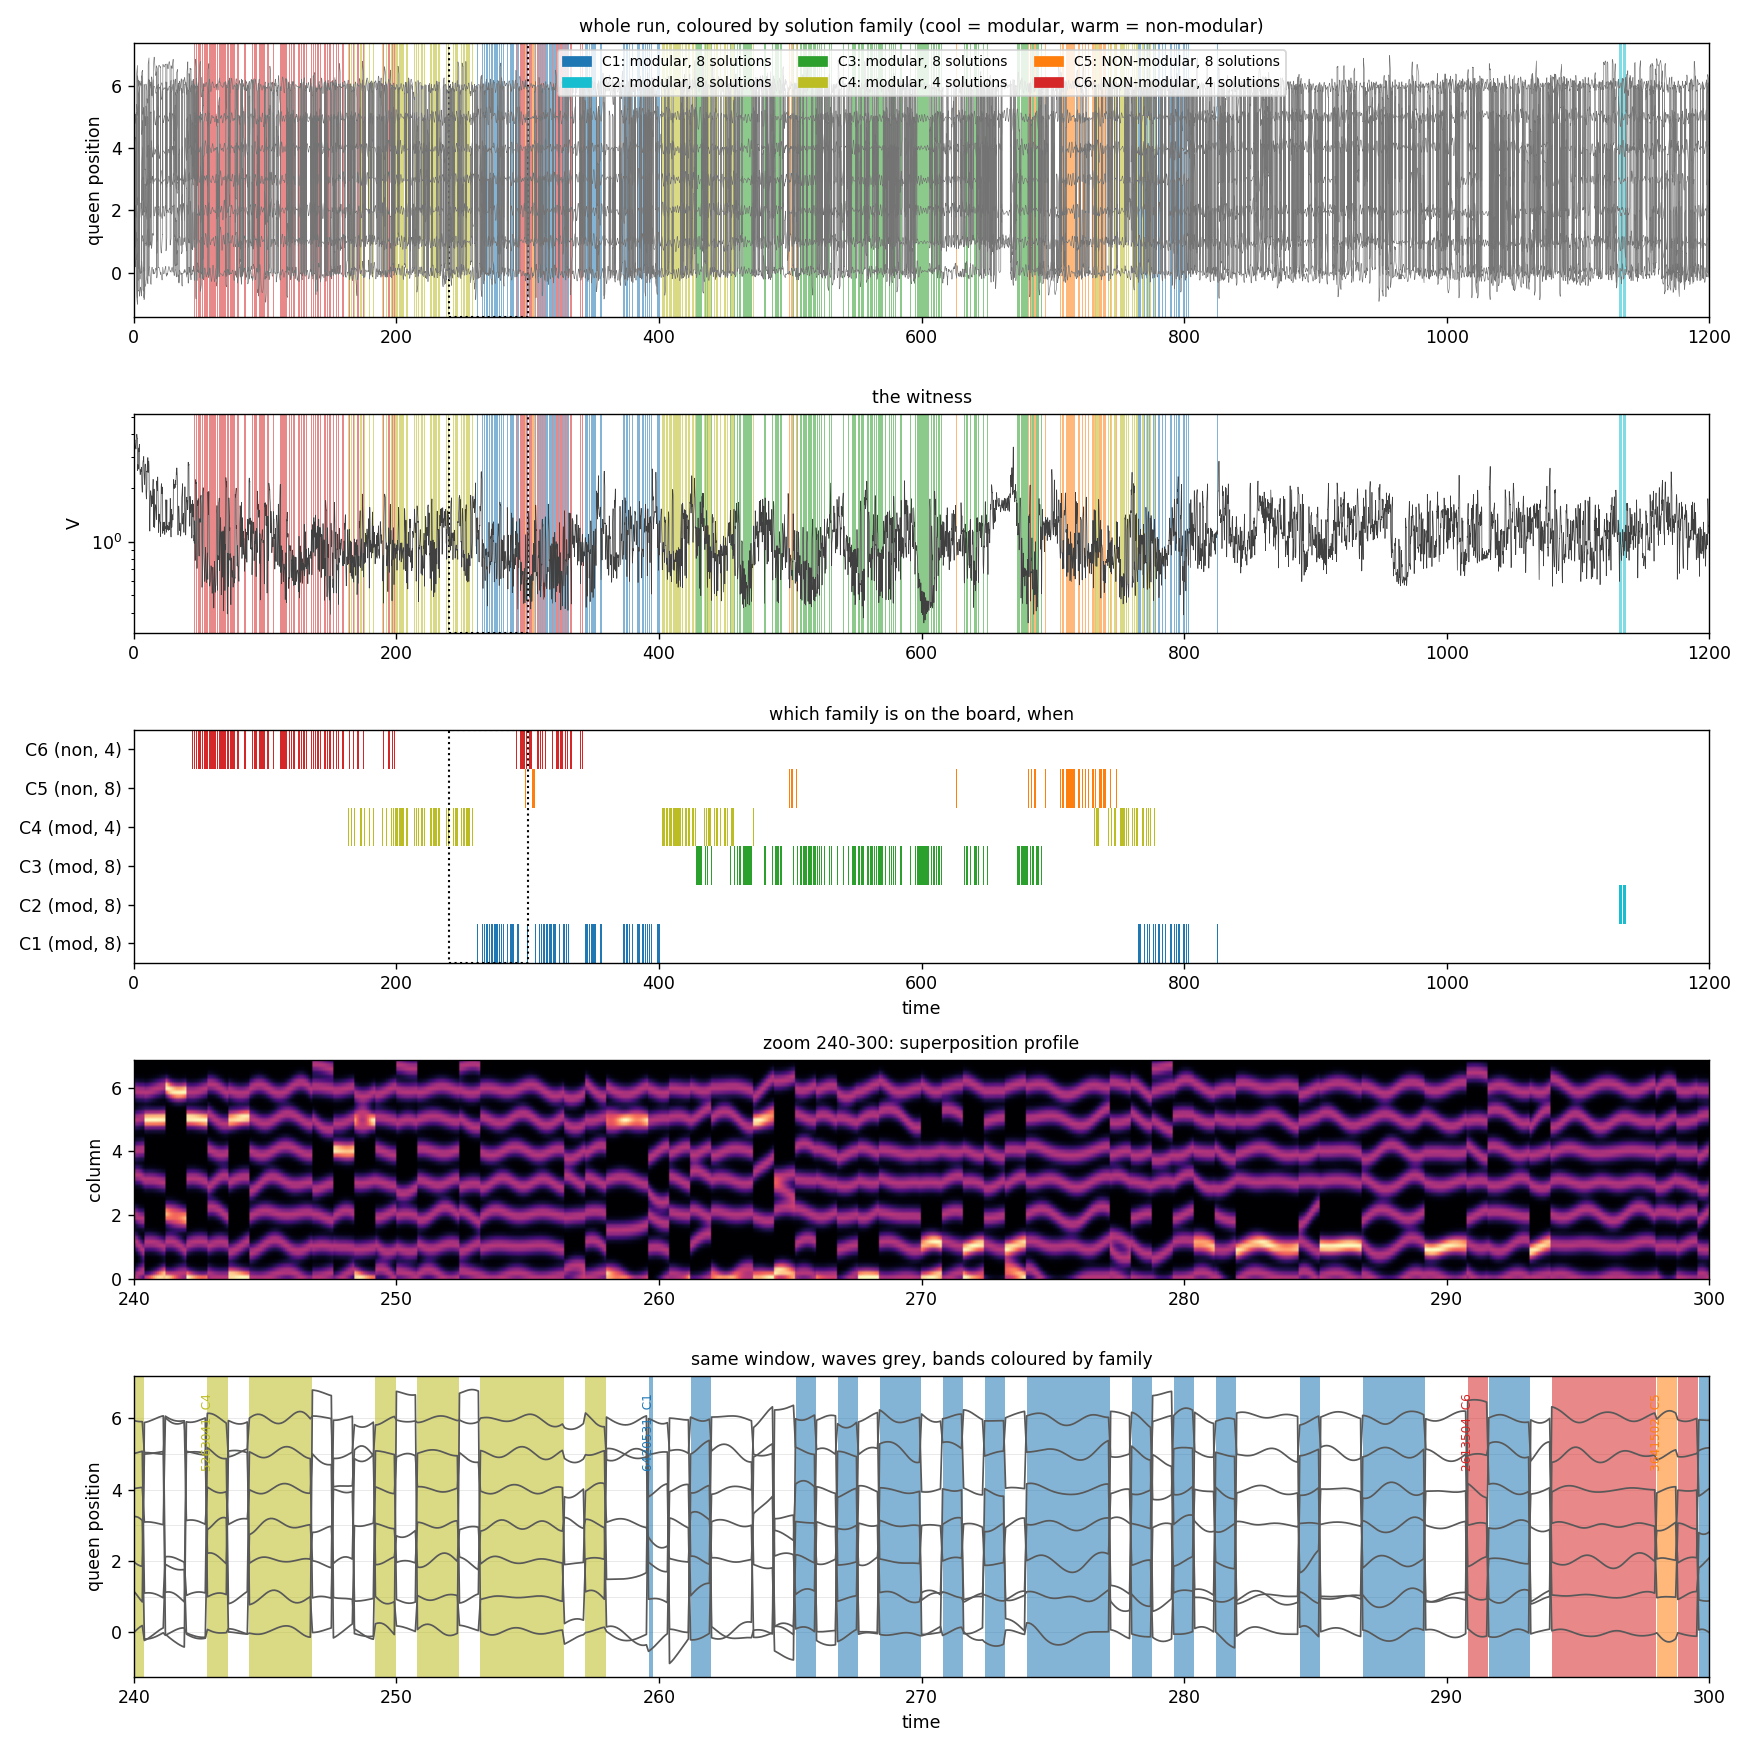 whole run, coloured by solution family (cool = modular, warm = non-modular)
C1: modular, 8 solutions
C2: modular, 8 solutions
C3: modular, 8 solutions
C4: modular, 4 solutions
C5: NON-modular, 8 solutions
C6: NON-modular, 4 solutions
queen position
6
4
2
0
0 200 400 600 800 1000 1200
the witness
V
10⁰
0 200 400 600 800 1000 1200
which family is on the board, when
C6 (non, 4)
C5 (non, 8)
C4 (mod, 4)
C3 (mod, 8)
C2 (mod, 8)
C1 (mod, 8)
0 200 400 600 800 1000 1200
time
zoom 240-300: superposition profile
column
6
4
2
0
240 250 260 270 280 290 300
same window, waves grey, bands coloured by family
queen position
6
4
2
0
C4
C1
C6
C5
240 250 260 270 280 290 300
time